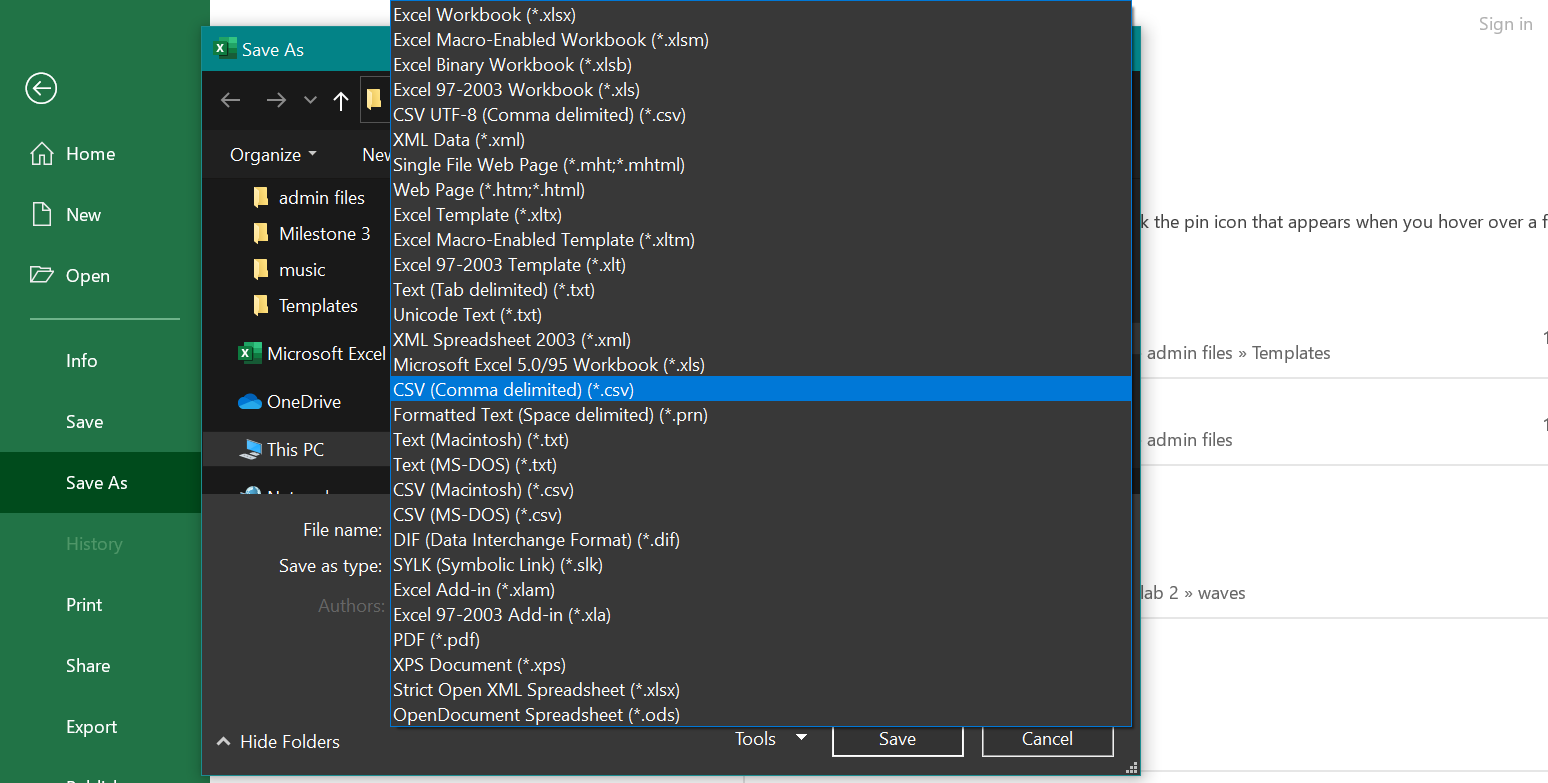 Sign in
Home
New
Open
Info
Save
Save As
History
Print
Share
Export
Save As
Organize
New
admin files
Milestone 3
music
Templates
Microsoft Excel
OneDrive
This PC
File name:
Save as type:
Authors:
Excel Workbook (*.xlsx)
Excel Macro-Enabled Workbook (*.xlsm)
Excel Binary Workbook (*.xlsb)
Excel 97-2003 Workbook (*.xls)
CSV UTF-8 (Comma delimited) (*.csv)
XML Data (*.xml)
Single File Web Page (*.mht;*.mhtml)
Web Page (*.htm;*.html)
Excel Template (*.xltx)
Excel Macro-Enabled Template (*.xltm)
Excel 97-2003 Template (*.xlt)
Text (Tab delimited) (*.txt)
Unicode Text (*.txt)
XML Spreadsheet 2003 (*.xml)
Microsoft Excel 5.0/95 Workbook (*.xls)
CSV (Comma delimited) (*.csv)
Formatted Text (Space delimited) (*.prn)
Text (Macintosh) (*.txt)
Text (MS-DOS) (*.txt)
CSV (Macintosh) (*.csv)
CSV (MS-DOS) (*.csv)
DIF (Data Interchange Format) (*.dif)
SYLK (Symbolic Link) (*.slk)
Excel Add-in (*.xlam)
Excel 97-2003 Add-in (*.xla)
PDF (*.pdf)
XPS Document (*.xps)
Strict Open XML Spreadsheet (*.xlsx)
OpenDocument Spreadsheet (*.ods)
Hide Folders
Tools
Save
Cancel
the pin icon that appears when you hover over a f
admin files » Templates
1
admin files
1
lab 2 » waves